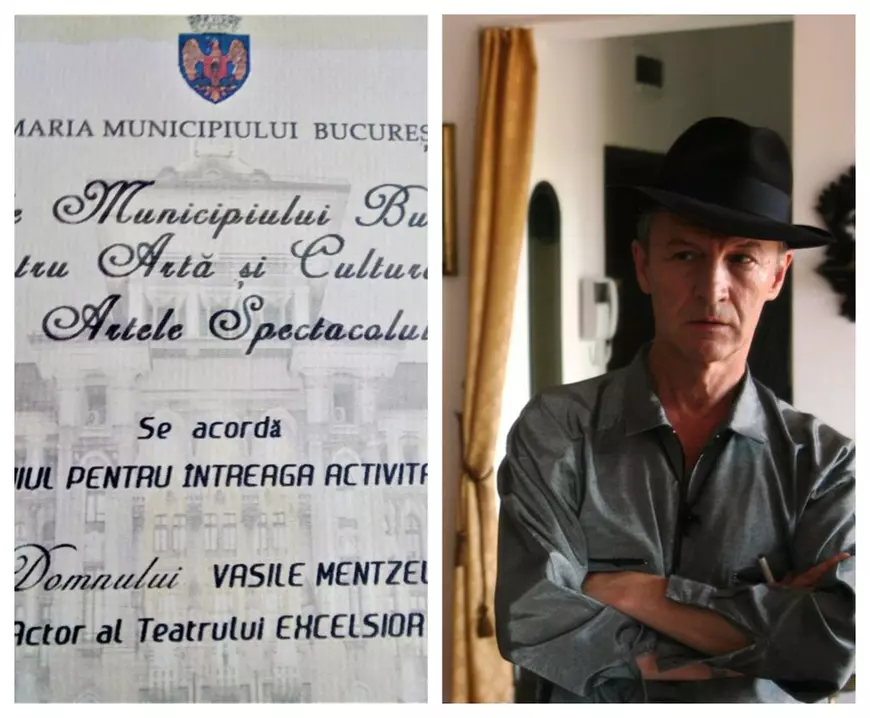 MARIA MUNICIPIULUI BUCUREȘ
e Municipiului Bu
tru Artă și Cultur
Artele Spectacolul
Se acordă
IUL PENTRU ÎNTREAGA ACTIVITA
Domnului VASILE MENTZEL
Actor al Teatrului EXCELSIOR